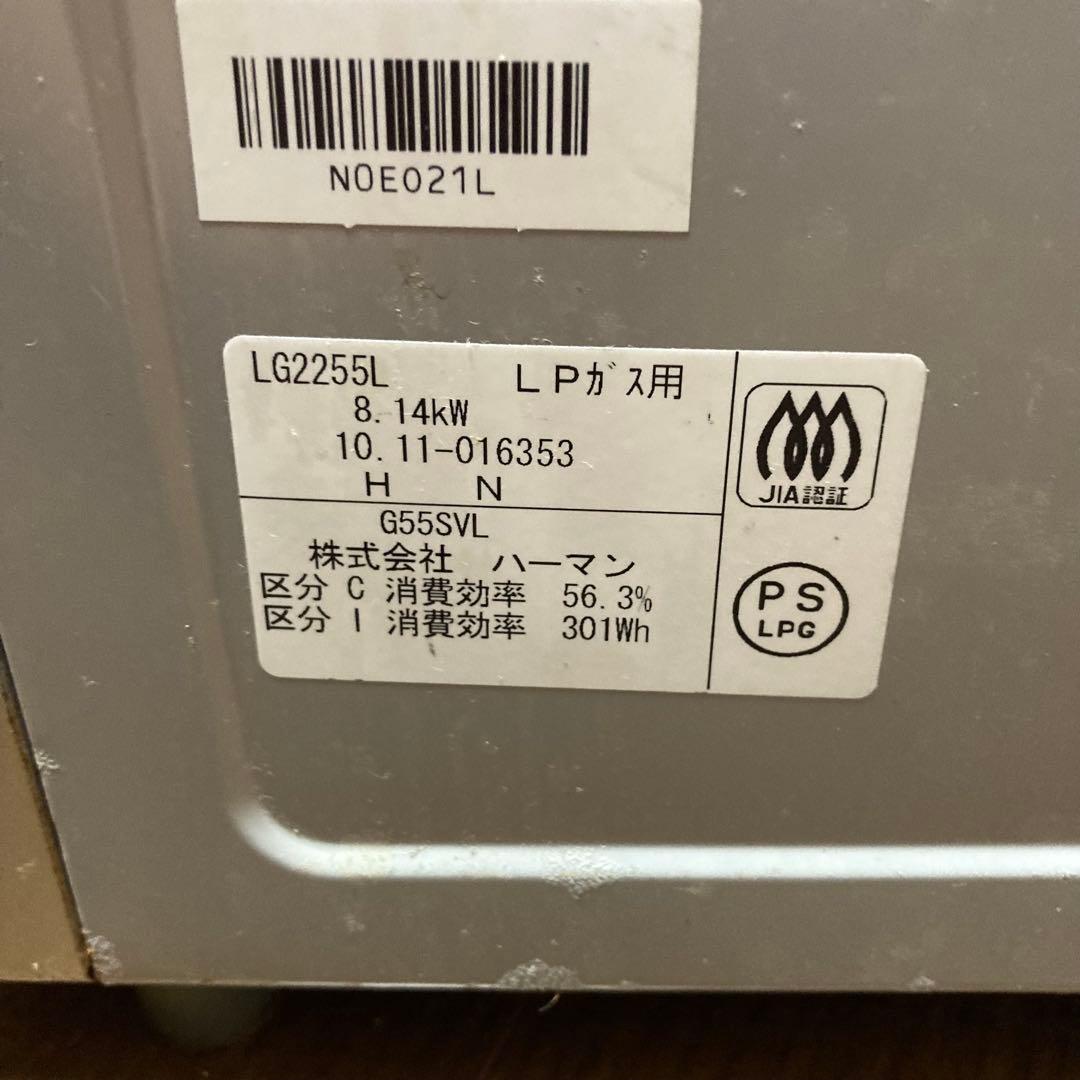 N0E021L
LG2255L LPガス用
8.14kW
10.11-016353
H N
G55SVL
株式会社 ハーマン
区分 C 消費効率 56.3%
区分 I 消費効率 301Wh
JIA認証
PS
LPG